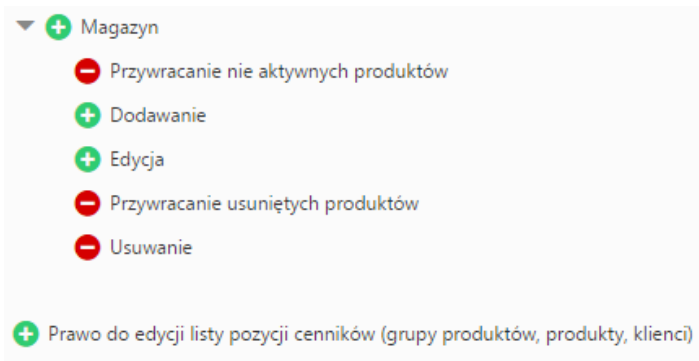 Magazyn
Przywracanie nie aktywnych produktów
Dodawanie
Edycja
Przywracanie usuniętych produktów
Usuwanie
Prawo do edycji listy pozycji cenników (grupy produktów, produkty, klienci)